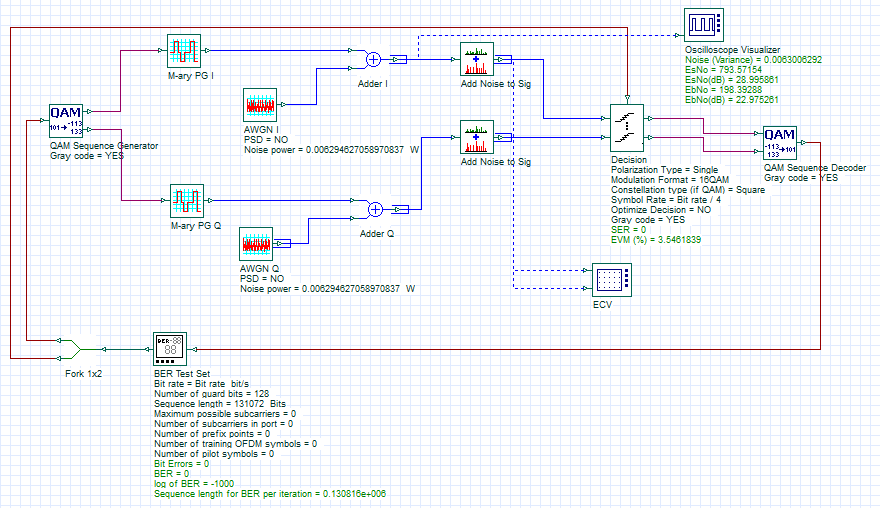 Oscilloscope Visualizer
Noise (Variance) = 0.0063006292
EsNo = 793.57154
EsNo(dB) = 28.995861
EbNo = 198.39288
EbNo(dB) = 22.975261
M-ary PG I
Adder I
Add Noise to Sig
AWGN I
PSD = NO
Noise power = 0.006294627058970837 W
QAM
101
-113
133
QAM Sequence Generator
Gray code = YES
Add Noise to Sig
Decision
Polarization Type = Single
Modulation Format = 16QAM
Constellation type (if QAM) = Square
Symbol Rate = Bit rate / 4
Optimize Decision = NO
Gray code = YES
SER = 0
EVM (%) = 3.5461839
QAM
-113
133
101
QAM Sequence Decoder
Gray code = YES
M-ary PG Q
Adder Q
AWGN Q
PSD = NO
Noise power = 0.006294627058970837 W
ECV
Fork 1x2
BER-
88
BER Test Set
Bit rate = Bit rate bit/s
Number of guard bits = 128
Sequence length = 131072 Bits
Maximum possible subcarriers = 0
Number of subcarriers in port = 0
Number of prefix points = 0
Number of training OFDM symbols = 0
Number of pilot symbols = 0
Bit Errors = 0
BER = 0
log of BER = -1000
Sequence length for BER per iteration = 0.130816e+006